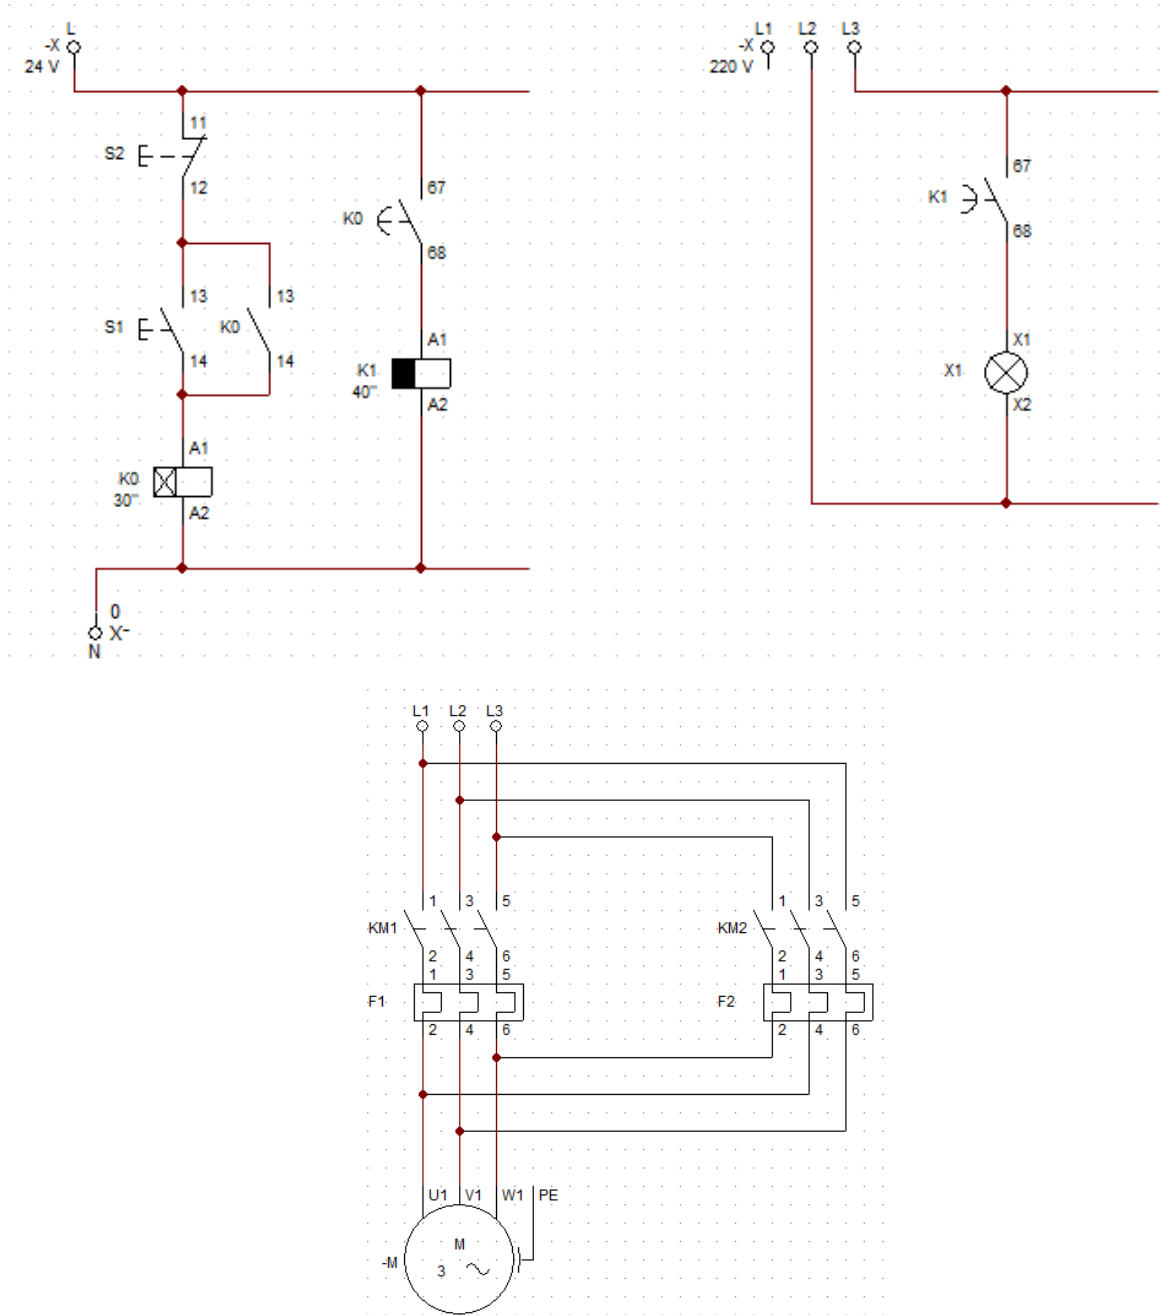 L
-X
24 V
11
S2
12
13
13
S1
K0
14
14
A1
K0
30"
A2
0
X-
N
67
K0
68
A1
K1
40"
A2
L1
L2
L3
-X
220 V
67
K1
68
X1
X1
X2
L1
L2
L3
1
3
5
KM1
2
4
6
1
3
5
F1
2
4
6
1
3
5
KM2
2
4
6
1
3
5
F2
2
4
6
U1
V1
W1
PE
M
-M
3